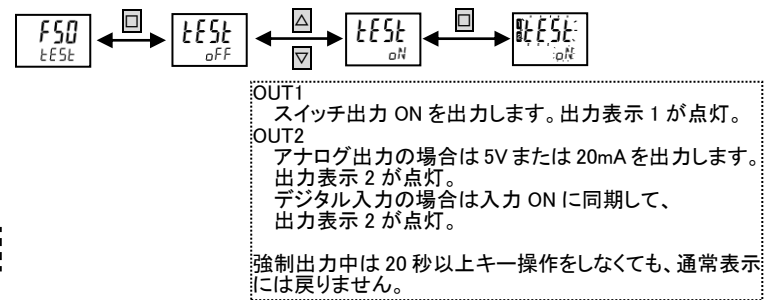 F50 tESt
tESt oFF
tESt oN
1 tESt oN
OUT1
スイッチ出力 ON を出力します。出力表示 1 が点灯。
OUT2
アナログ出力の場合は 5V または 20mA を出力します。
出力表示 2 が点灯。
デジタル入力の場合は入力 ON に同期して、
出力表示 2 が点灯。
強制出力中は 20 秒以上キー操作をしなくても、通常表示
には戻りません。